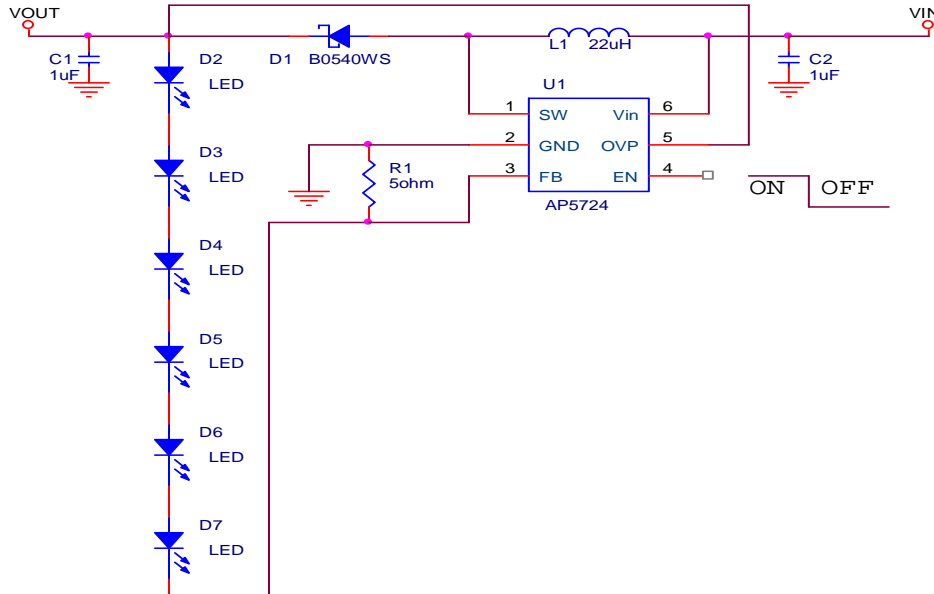 VOUT
VIN
C1
1uF
D2
LED
D1 B0540WS
L1 22uH
C2
1uF
U1
1 SW Vin 6
2 GND OVP 5
3 FB EN 4
AP5724
R1
5ohm
ON OFF
D3
LED
D4
LED
D5
LED
D6
LED
D7
LED